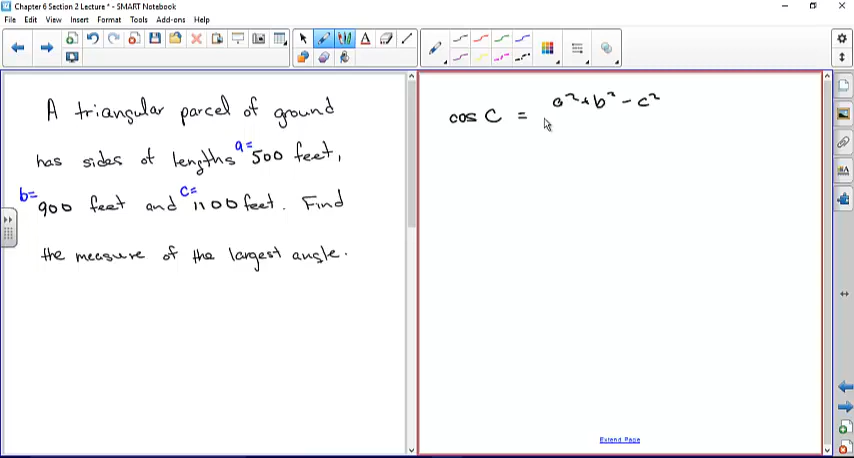 Chapter 6 Section 2 Lecture * - SMART Notebook
File Edit View Insert Format Tools Add-ons Help
A triangular parcel of ground
has sides of lengths a= 500 feet,
b= 900 feet and c= 1100 feet. Find
the measure of the largest angle.
cos C = a² + b² - c²
Extend Page